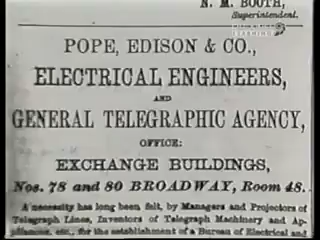 N. M. BOOTH,
Superintendent.
POPE, EDISON & CO.,
ELECTRICAL ENGINEERS,
AND
GENERAL TELEGRAPHIC AGENCY,
OFFICE:
EXCHANGE BUILDINGS,
Nos. 78 and 80 BROADWAY, Room 48.
A necessity has long been felt, by Managers and Projectors of
Telegraph Lines, Inventors of Telegraph Machinery and Ap-
pliances, etc., for the establishment of a Bureau of Electrical and